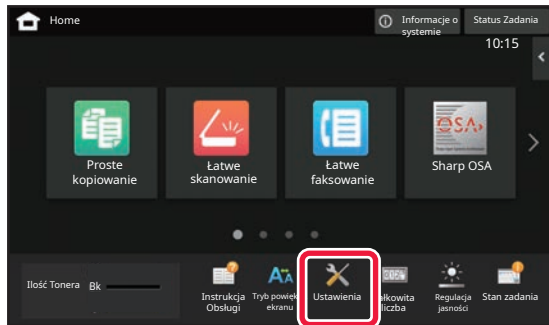 Home
Informacje o
systemie
Status Zadania
10:15
Proste
kopiowanie
Łatwe
skanowanie
Łatwe
faksowanie
Sharp OSA
Ilość Tonera
Bk
Instrukcja
Obsługi
Tryb powięk
ekranu
Ustawienia
ałkowita
liczba
Regulacja
jasności
Stan zadania